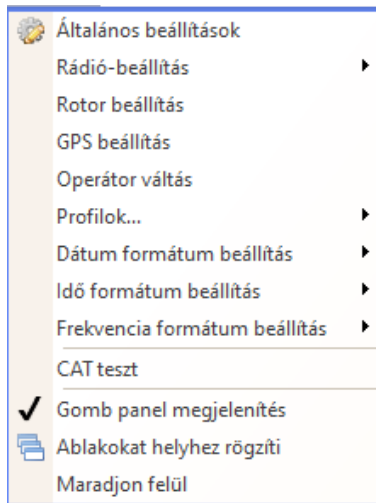 Általános beállítások
Rádió-beállítás
Rotor beállítás
GPS beállítás
Operátor váltás
Profilok...
Dátum formátum beállítás
Idő formátum beállítás
Frekvencia formátum beállítás
CAT teszt
Gomb panel megjelenítés
Ablakokat helyhez rögzíti
Maradjon felül